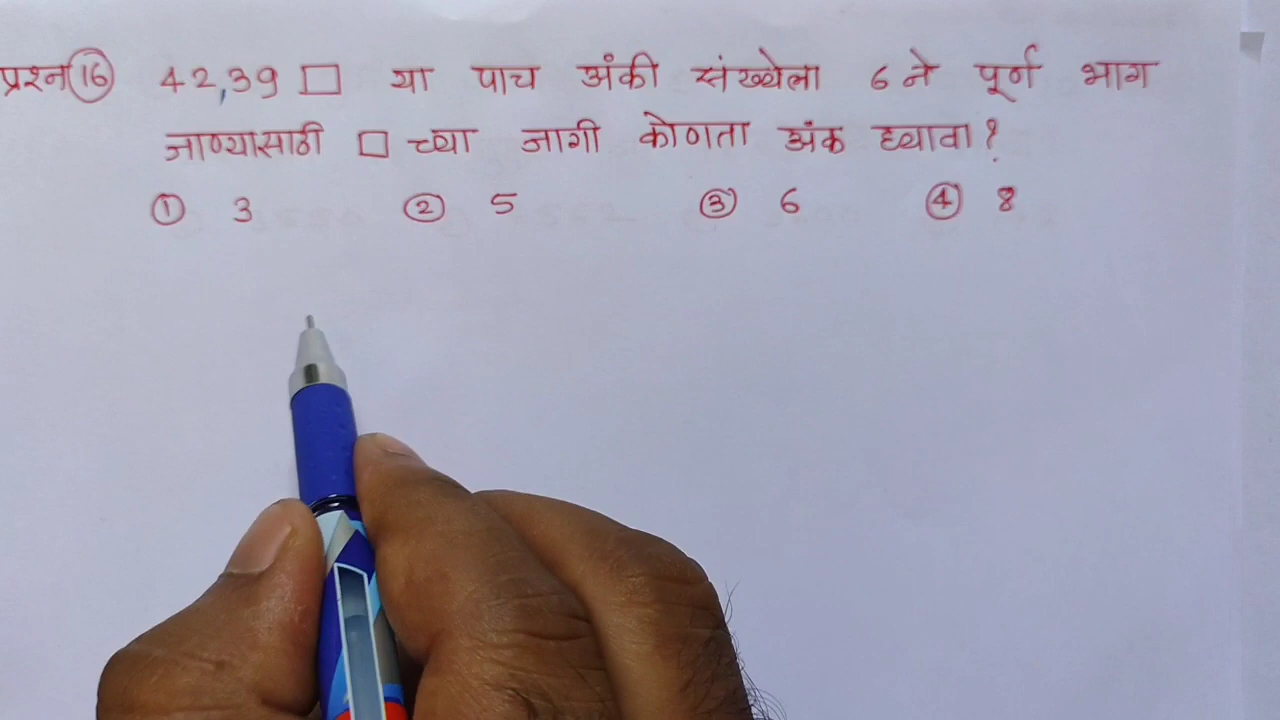 प्रश्न 16 42,39 □ या पाच अंकी संख्येला 6 ने पूर्ण भाग
जाण्यासाठी □ च्या जागी कोणता अंक घ्यावा ?
① 3 ② 5 ③ 6 ④ 8